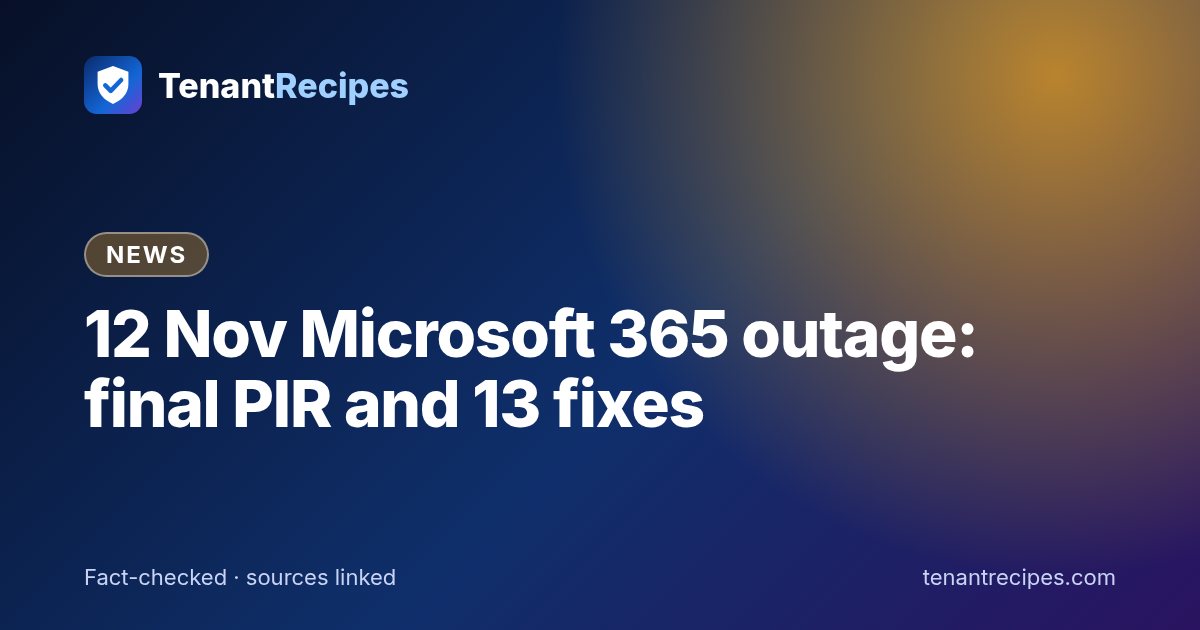 TenantRecipes
NEWS
12 Nov Microsoft 365 outage:
final PIR and 13 fixes
Fact-checked · sources linked
tenantrecipes.com